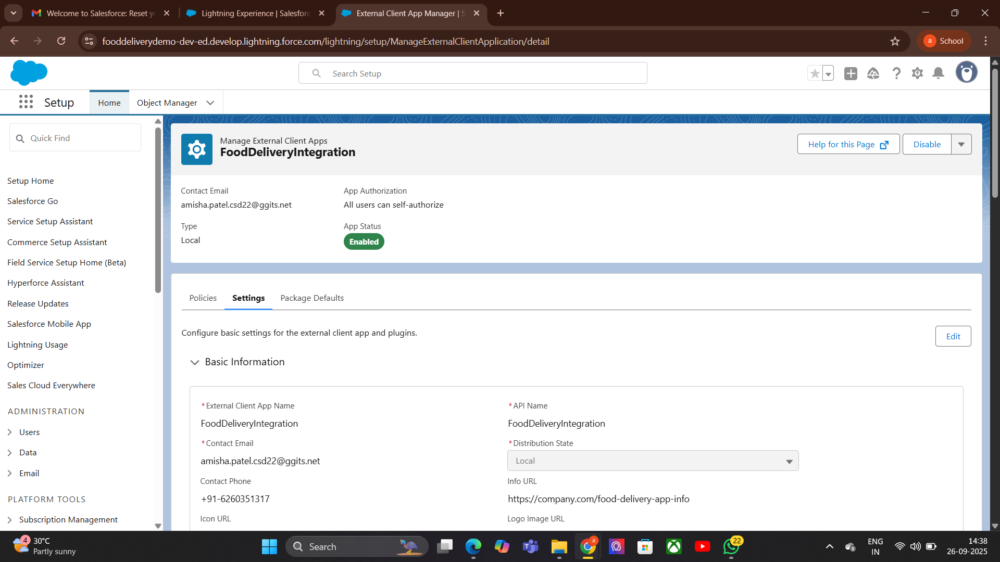 Welcome to Salesforce: Reset yo
Lightning Experience | Salesforc
External Client App Manager | S
fooddeliverydemo-dev-ed.develop.lightning.force.com/lightning/setup/ManageExternalClientApplication/detail
a School
Search Setup
Setup
Home
Object Manager
Quick Find
Setup Home
Salesforce Go
Service Setup Assistant
Commerce Setup Assistant
Field Service Setup Home (Beta)
Hyperforce Assistant
Release Updates
Salesforce Mobile App
Lightning Usage
Optimizer
Sales Cloud Everywhere
ADMINISTRATION
Users
Data
Email
PLATFORM TOOLS
Subscription Management
Manage External Client Apps
FoodDeliveryIntegration
Help for this Page
Disable
Contact Email
amisha.patel.csd22@ggits.net
App Authorization
All users can self-authorize
Type
Local
App Status
Enabled
Policies
Settings
Package Defaults
Configure basic settings for the external client app and plugins.
Edit
Basic Information
*External Client App Name
FoodDeliveryIntegration
*API Name
FoodDeliveryIntegration
*Contact Email
amisha.patel.csd22@ggits.net
*Distribution State
Local
Contact Phone
+91-6260351317
Info URL
https://company.com/food-delivery-app-info
Icon URL
Logo Image URL
4
30°C
Partly sunny
Search
a
22
ENG
IN
14:38
26-09-2025